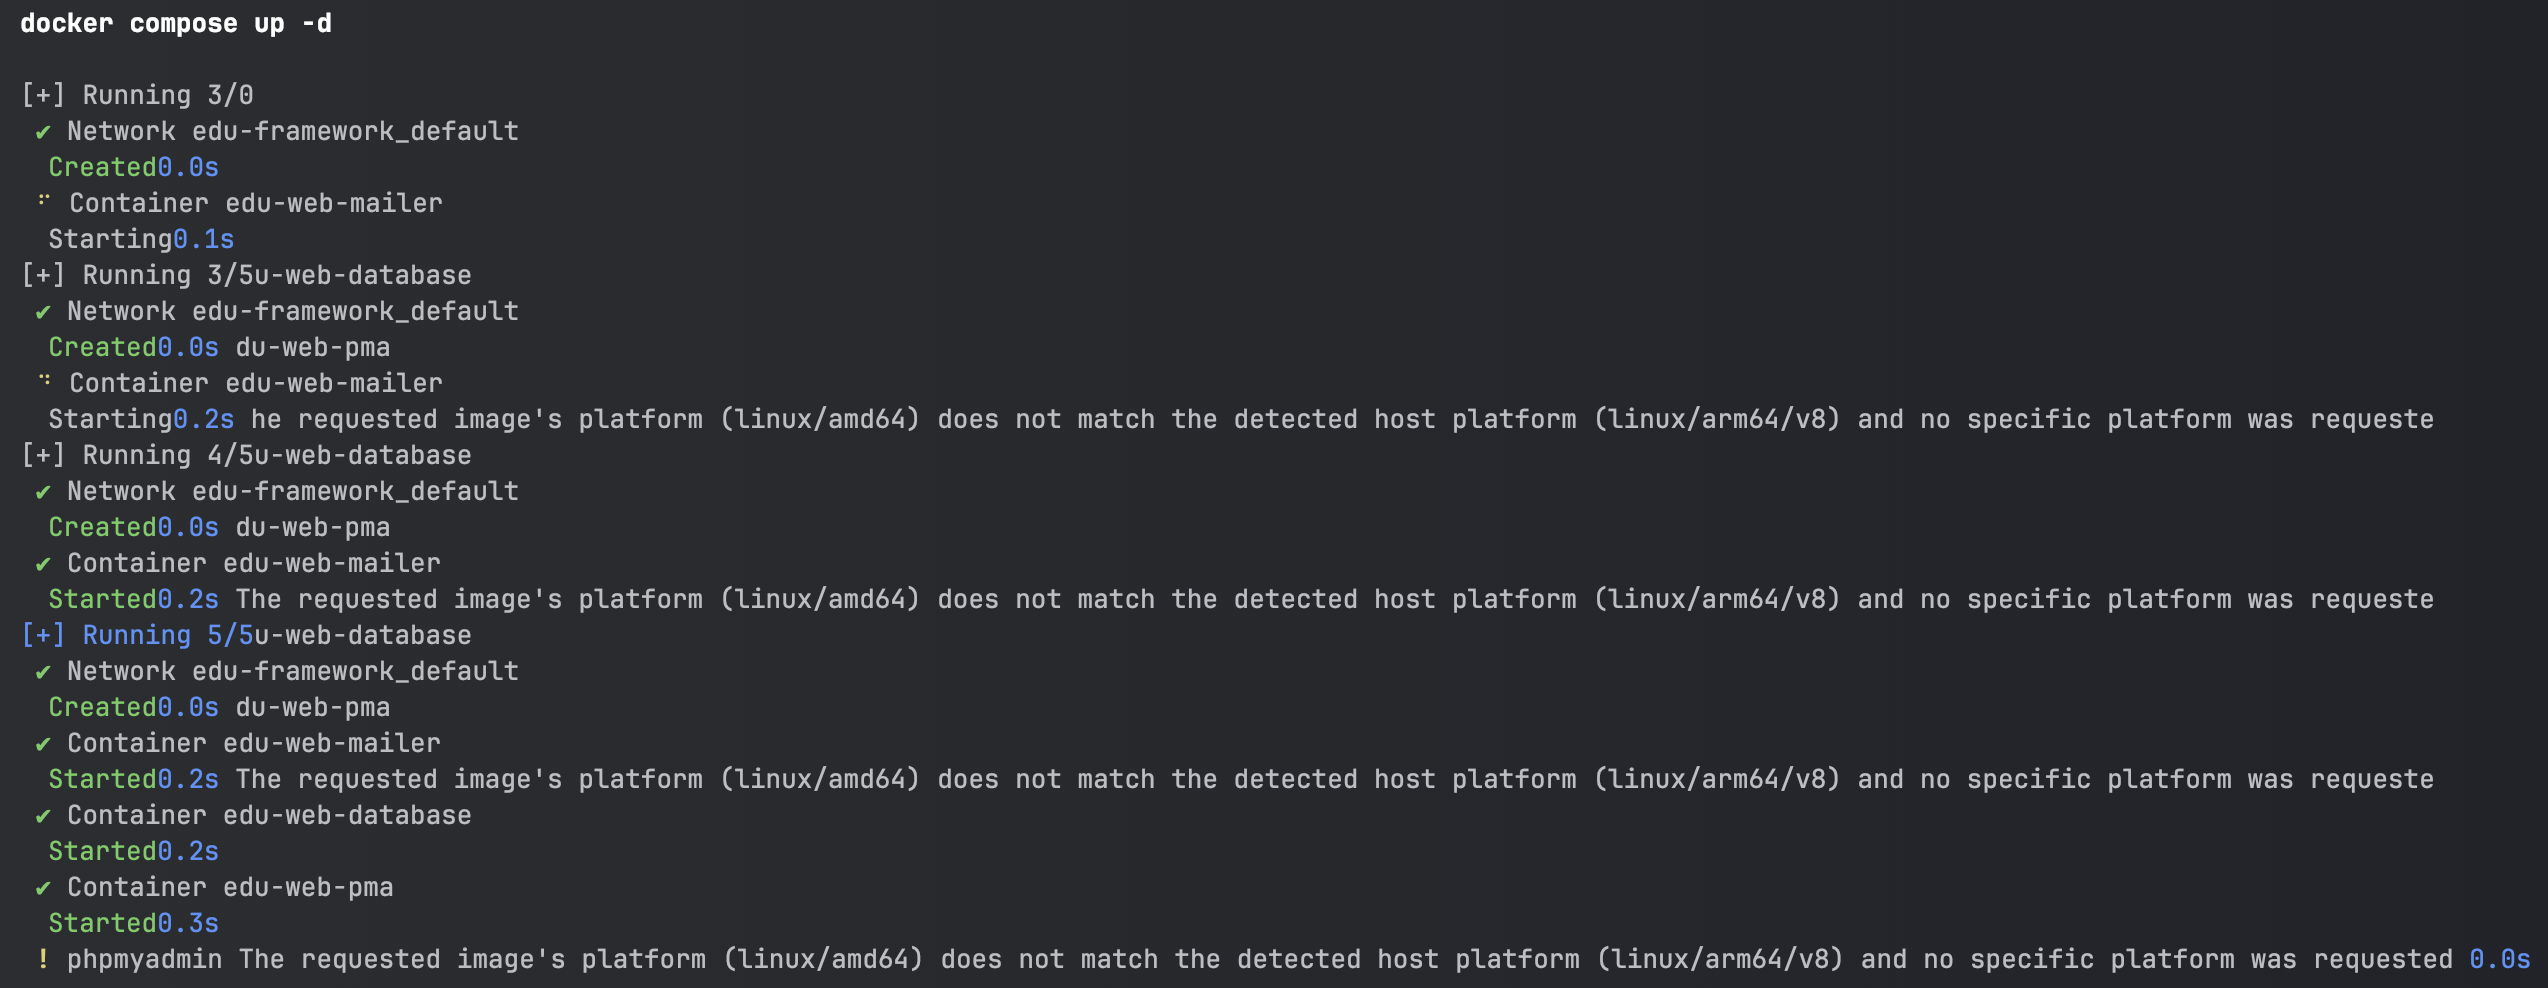 docker compose up -d
[+] Running 3/0
✔ Network edu-framework_default
Created0.0s
⠋ Container edu-web-mailer
Starting0.1s
[+] Running 3/5u-web-database
✔ Network edu-framework_default
Created0.0s du-web-pma
⠙ Container edu-web-mailer
Starting0.2s he requested image's platform (linux/amd64) does not match the detected host platform (linux/arm64/v8) and no specific platform was requeste
[+] Running 4/5u-web-database
✔ Network edu-framework_default
Created0.0s du-web-pma
✔ Container edu-web-mailer
Started0.2s The requested image's platform (linux/amd64) does not match the detected host platform (linux/arm64/v8) and no specific platform was requeste
[+] Running 5/5u-web-database
✔ Network edu-framework_default
Created0.0s du-web-pma
✔ Container edu-web-mailer
Started0.2s The requested image's platform (linux/amd64) does not match the detected host platform (linux/arm64/v8) and no specific platform was requeste
✔ Container edu-web-database
Started0.2s
✔ Container edu-web-pma
Started0.3s
! phpmyadmin The requested image's platform (linux/amd64) does not match the detected host platform (linux/arm64/v8) and no specific platform was requested 0.0s